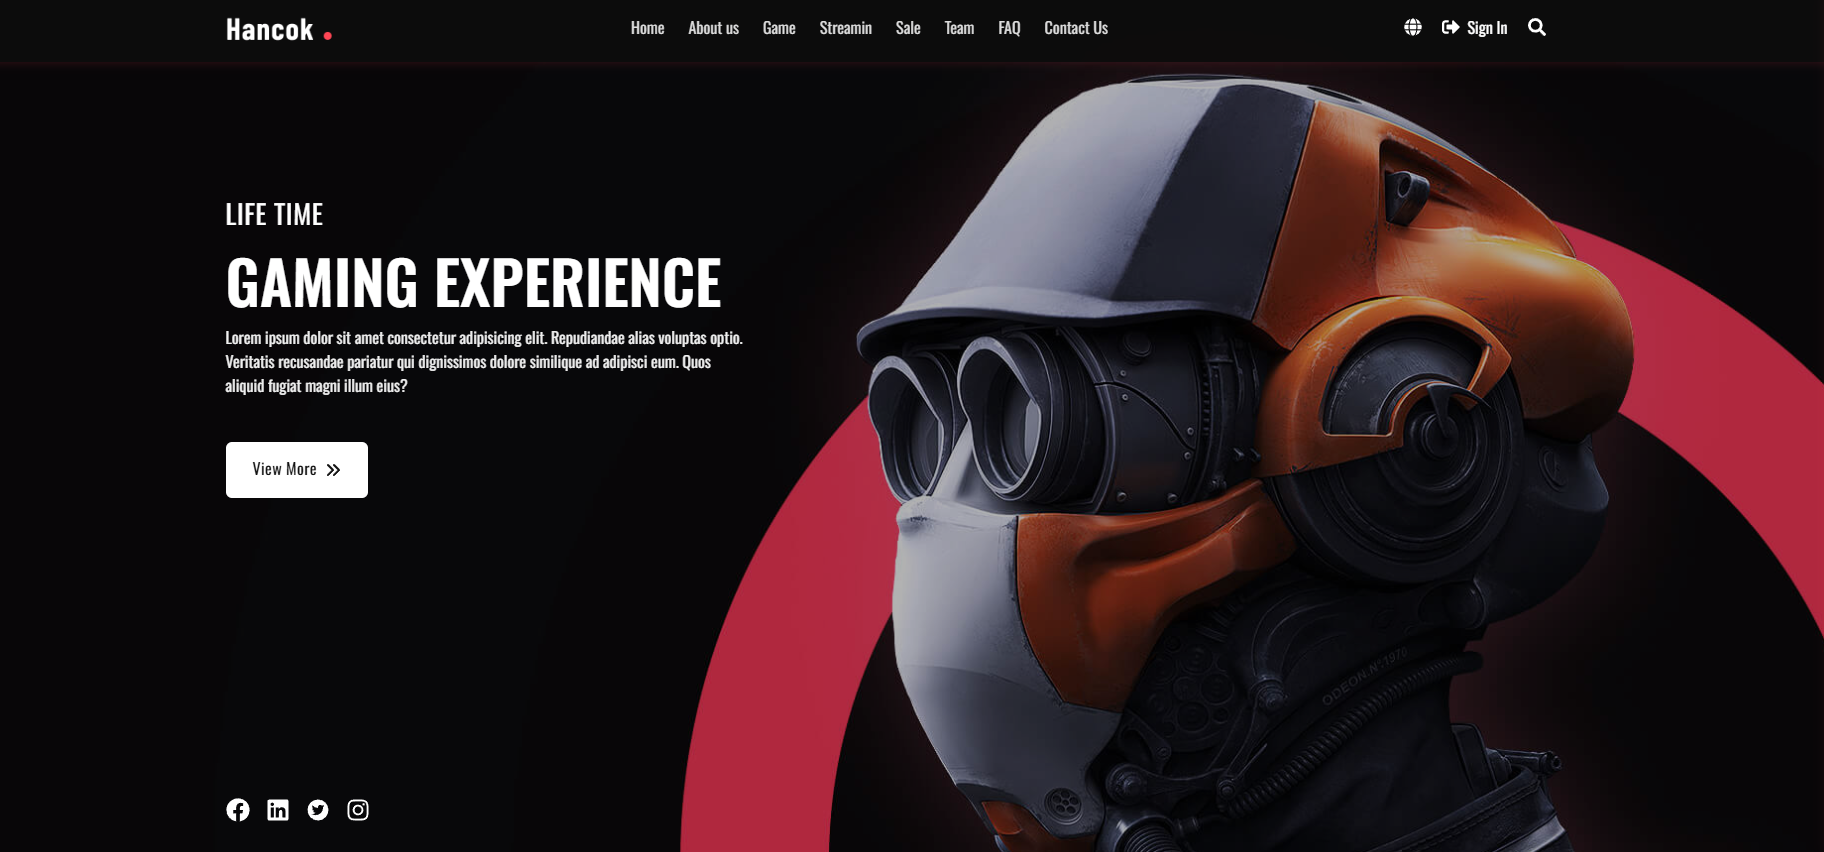 Hancok .
Home About us Game Streamin Sale Team FAQ Contact Us
Sign In
LIFE TIME
GAMING EXPERIENCE
Lorem ipsum dolor sit amet consectetur adipisicing elit. Repudiandae alias voluptas optio.
Veritatis recusandae pariatur qui dignissimos dolore similique ad adipisci eum. Quos
aliquid fugiat magni illum eius?
View More
ODEON Nº1970